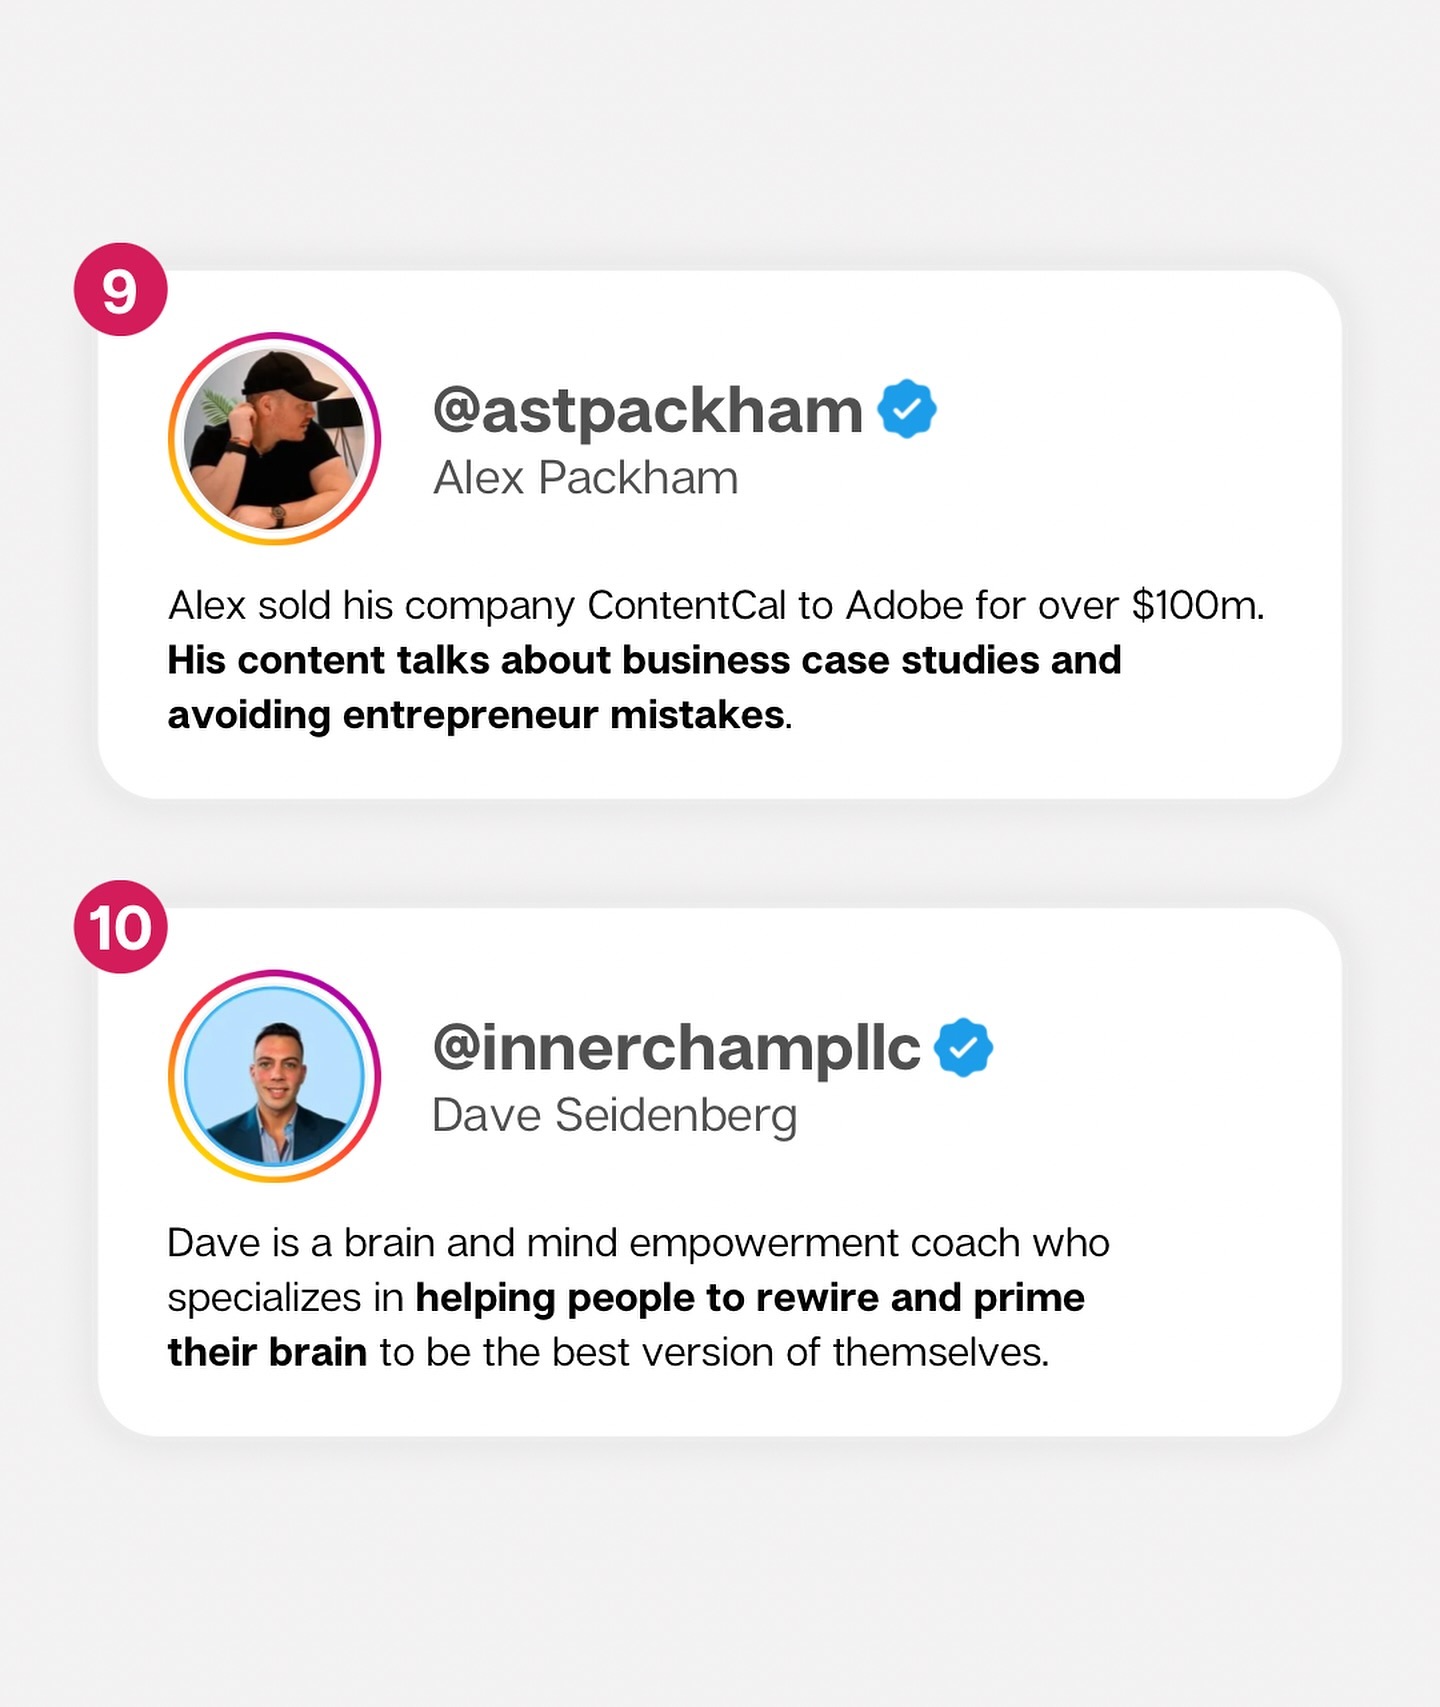 9
@astpackham
Alex Packham
Alex sold his company ContentCal to Adobe for over $100m.
His content talks about business case studies and
avoiding entrepreneur mistakes.
10
@innerchampllc
Dave Seidenberg
Dave is a brain and mind empowerment coach who
specializes in helping people to rewire and prime
their brain to be the best version of themselves.